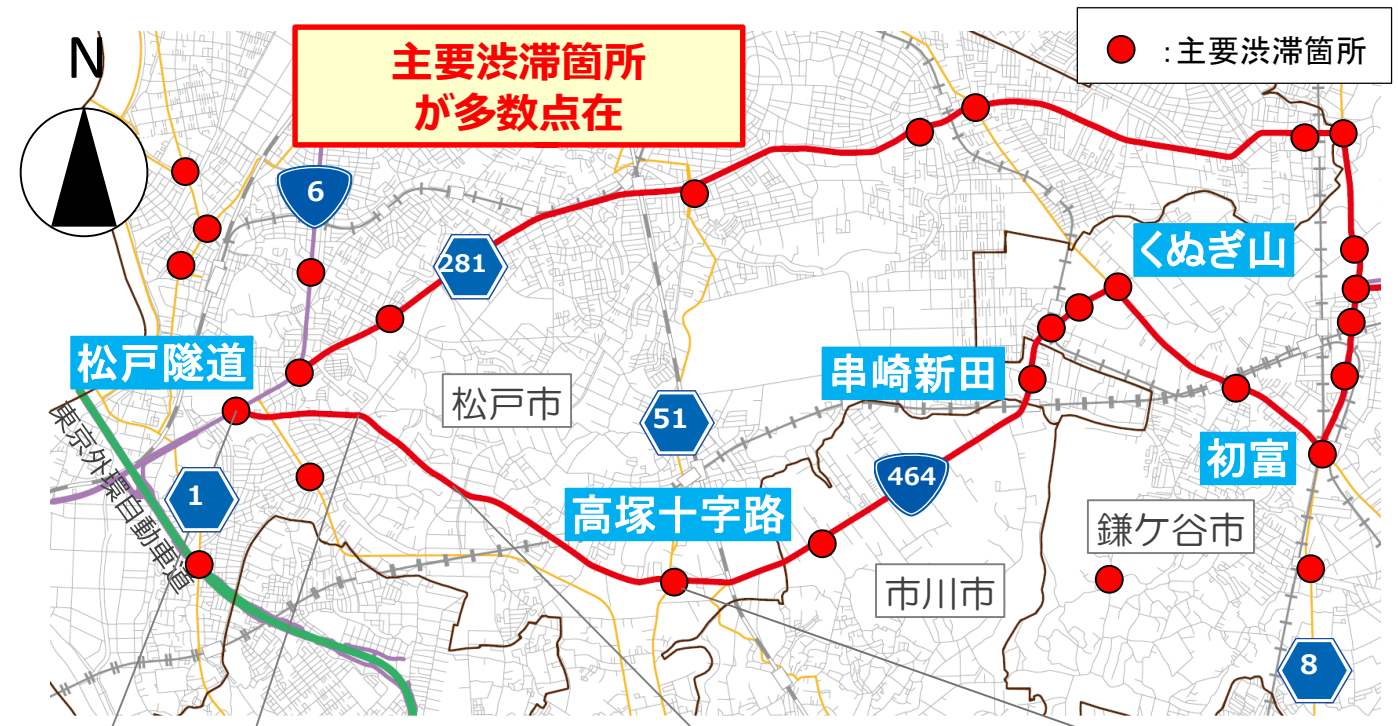 N
主要渋滞箇所
が多数点在
：主要渋滞箇所
6
281
くぬぎ山
松戸隧道
串崎新田
松戸市
51
初富
東京外環自動車道
1
464
高塚十字路
鎌ケ谷市
市川市
8